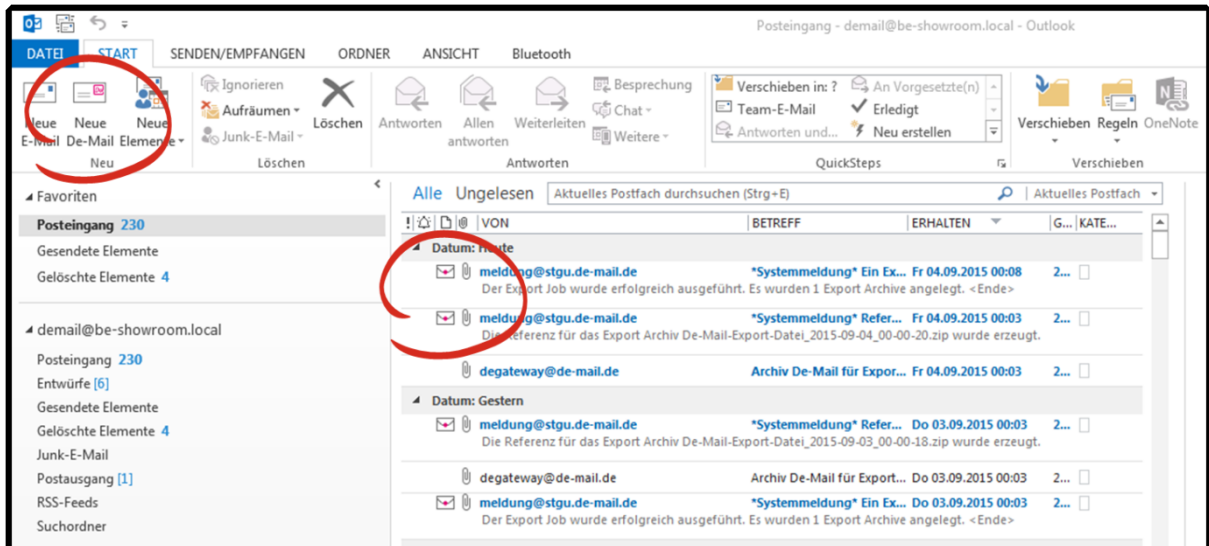 Posteingang - demail@be-showroom.local - Outlook
DATEI START SENDEN/EMPFANGEN ORDNER ANSICHT Bluetooth
Neue E-Mail
Neue De-Mail
Neue Elemente
Neu
Ignorieren
Aufräumen
Junk-E-Mail
Löschen
Löschen
Antworten
Allen antworten
Weiterleiten
Besprechung
Chat
Weitere
Antworten
Verschieben in: ?
Team-E-Mail
Antworten und...
An Vorgesetzte(n)
Erledigt
Neu erstellen
QuickSteps
Verschieben
Regeln
OneNote
Verschieben
Favoriten
Posteingang 230
Gesendete Elemente
Gelöschte Elemente 4
demail@be-showroom.local
Posteingang 230
Entwürfe [6]
Gesendete Elemente
Gelöschte Elemente 4
Junk-E-Mail
Postausgang [1]
RSS-Feeds
Suchordner
Alle Ungelesen Aktuelles Postfach durchsuchen (Strg+E) Aktuelles Postfach
! VON BETREFF ERHALTEN G... KATE...
Datum: Heute
meldung@stgu.de-mail.de *Systemmeldung* Ein Ex... Fr 04.09.2015 00:08 2...
Der Export Job wurde erfolgreich ausgeführt. Es wurden 1 Export Archive angelegt. <Ende>
meldung@stgu.de-mail.de *Systemmeldung* Refer... Fr 04.09.2015 00:03 2...
Die Referenz für das Export Archiv De-Mail-Export-Datei_2015-09-04_00-00-20.zip wurde erzeugt.
degateway@de-mail.de Archiv De-Mail für Expor... Fr 04.09.2015 00:03 2...
Datum: Gestern
meldung@stgu.de-mail.de *Systemmeldung* Refer... Do 03.09.2015 00:03 2...
Die Referenz für das Export Archiv De-Mail-Export-Datei_2015-09-03_00-00-18.zip wurde erzeugt.
degateway@de-mail.de Archiv De-Mail für Export... Do 03.09.2015 00:03 2...
meldung@stgu.de-mail.de *Systemmeldung* Ein Ex... Do 03.09.2015 00:03 2...
Der Export Job wurde erfolgreich ausgeführt. Es wurden 1 Export Archive angelegt. <Ende>